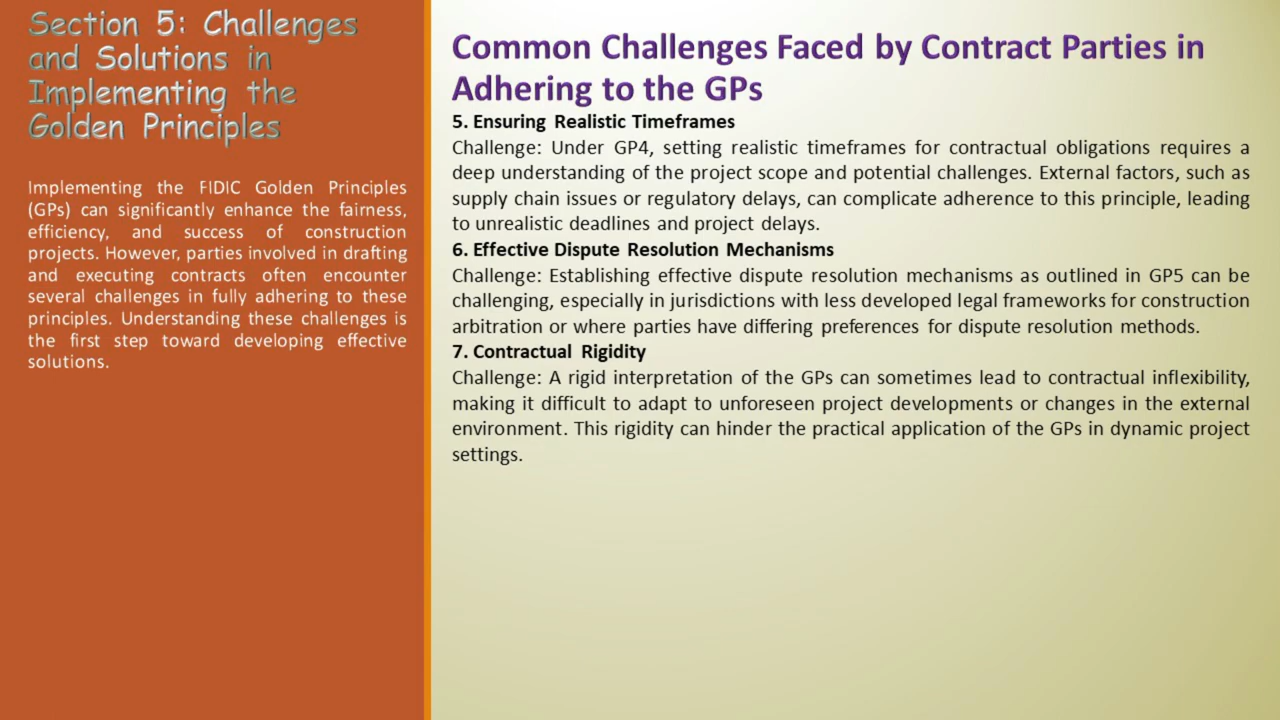 Section 5: Challenges
and Solutions in
Implementing the
Golden Principles
Implementing the FIDIC Golden Principles
(GPs) can significantly enhance the fairness,
efficiency, and success of construction
projects. However, parties involved in drafting
and executing contracts often encounter
several challenges in fully adhering to these
principles. Understanding these challenges is
the first step toward developing effective
solutions.
Common Challenges Faced by Contract Parties in
Adhering to the GPs
5. Ensuring Realistic Timeframes
Challenge: Under GP4, setting realistic timeframes for contractual obligations requires a
deep understanding of the project scope and potential challenges. External factors, such as
supply chain issues or regulatory delays, can complicate adherence to this principle, leading
to unrealistic deadlines and project delays.
6. Effective Dispute Resolution Mechanisms
Challenge: Establishing effective dispute resolution mechanisms as outlined in GP5 can be
challenging, especially in jurisdictions with less developed legal frameworks for construction
arbitration or where parties have differing preferences for dispute resolution methods.
7. Contractual Rigidity
Challenge: A rigid interpretation of the GPs can sometimes lead to contractual inflexibility,
making it difficult to adapt to unforeseen project developments or changes in the external
environment. This rigidity can hinder the practical application of the GPs in dynamic project
settings.